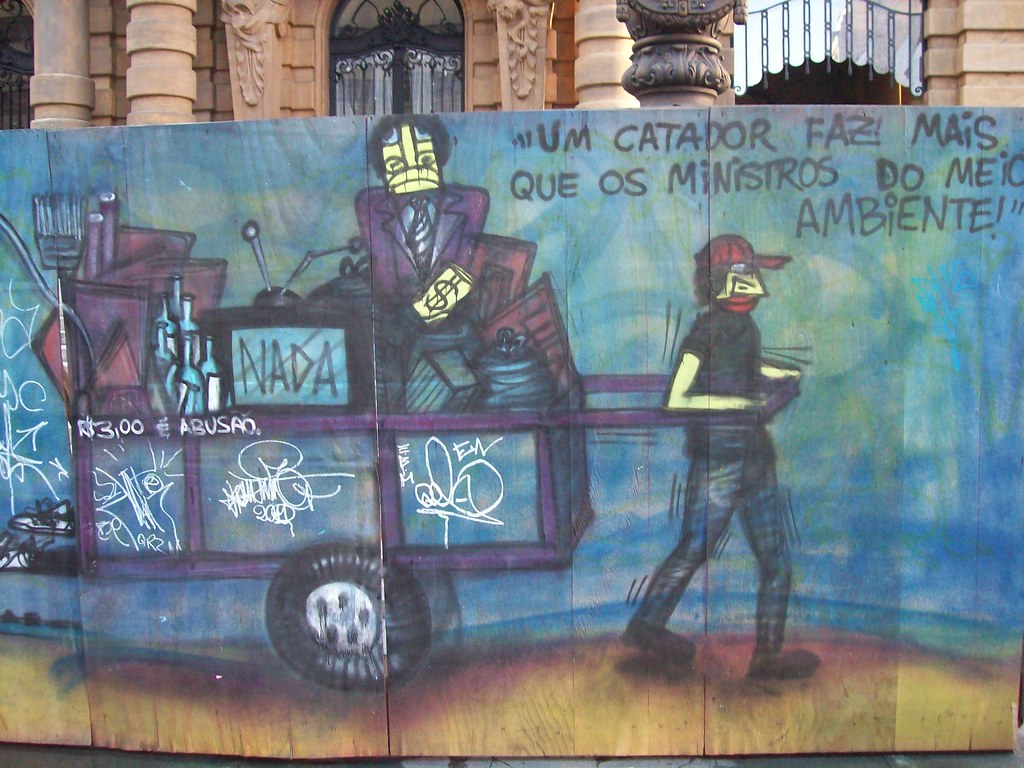 "UM CATADOR FAZ MAIS
QUE OS MINISTROS DO MEIO
AMBIENTE!"
$
NADA
R$3,00 É ABUSÃO.